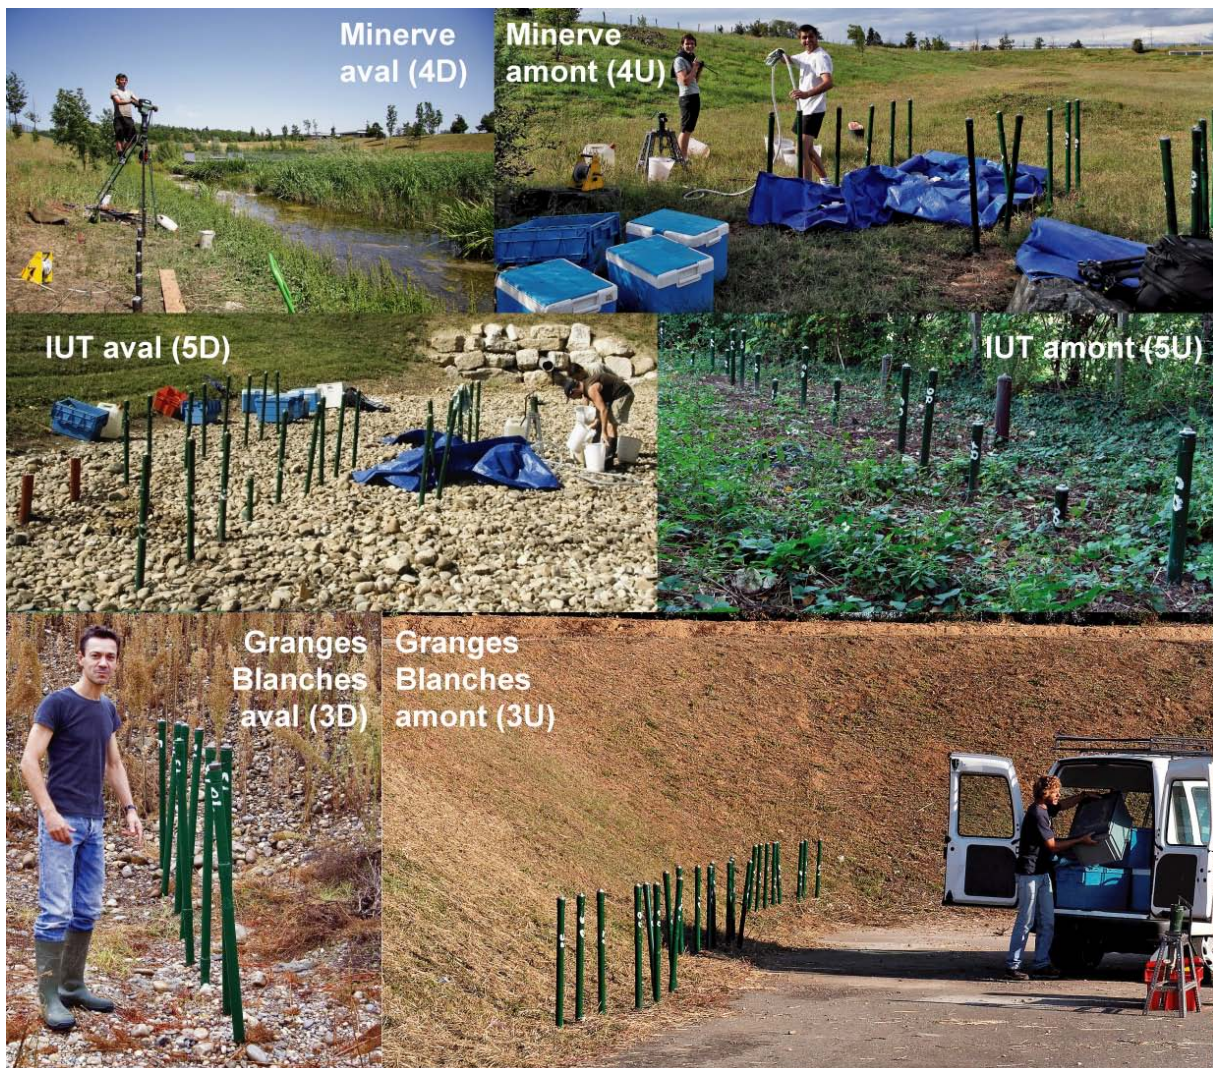 Minerve
aval (4D)
Minerve
amont (4U)
IUT aval (5D)
IUT amont (5U)
Granges
Blanches
aval (3D)
Granges
Blanches
amont (3U)